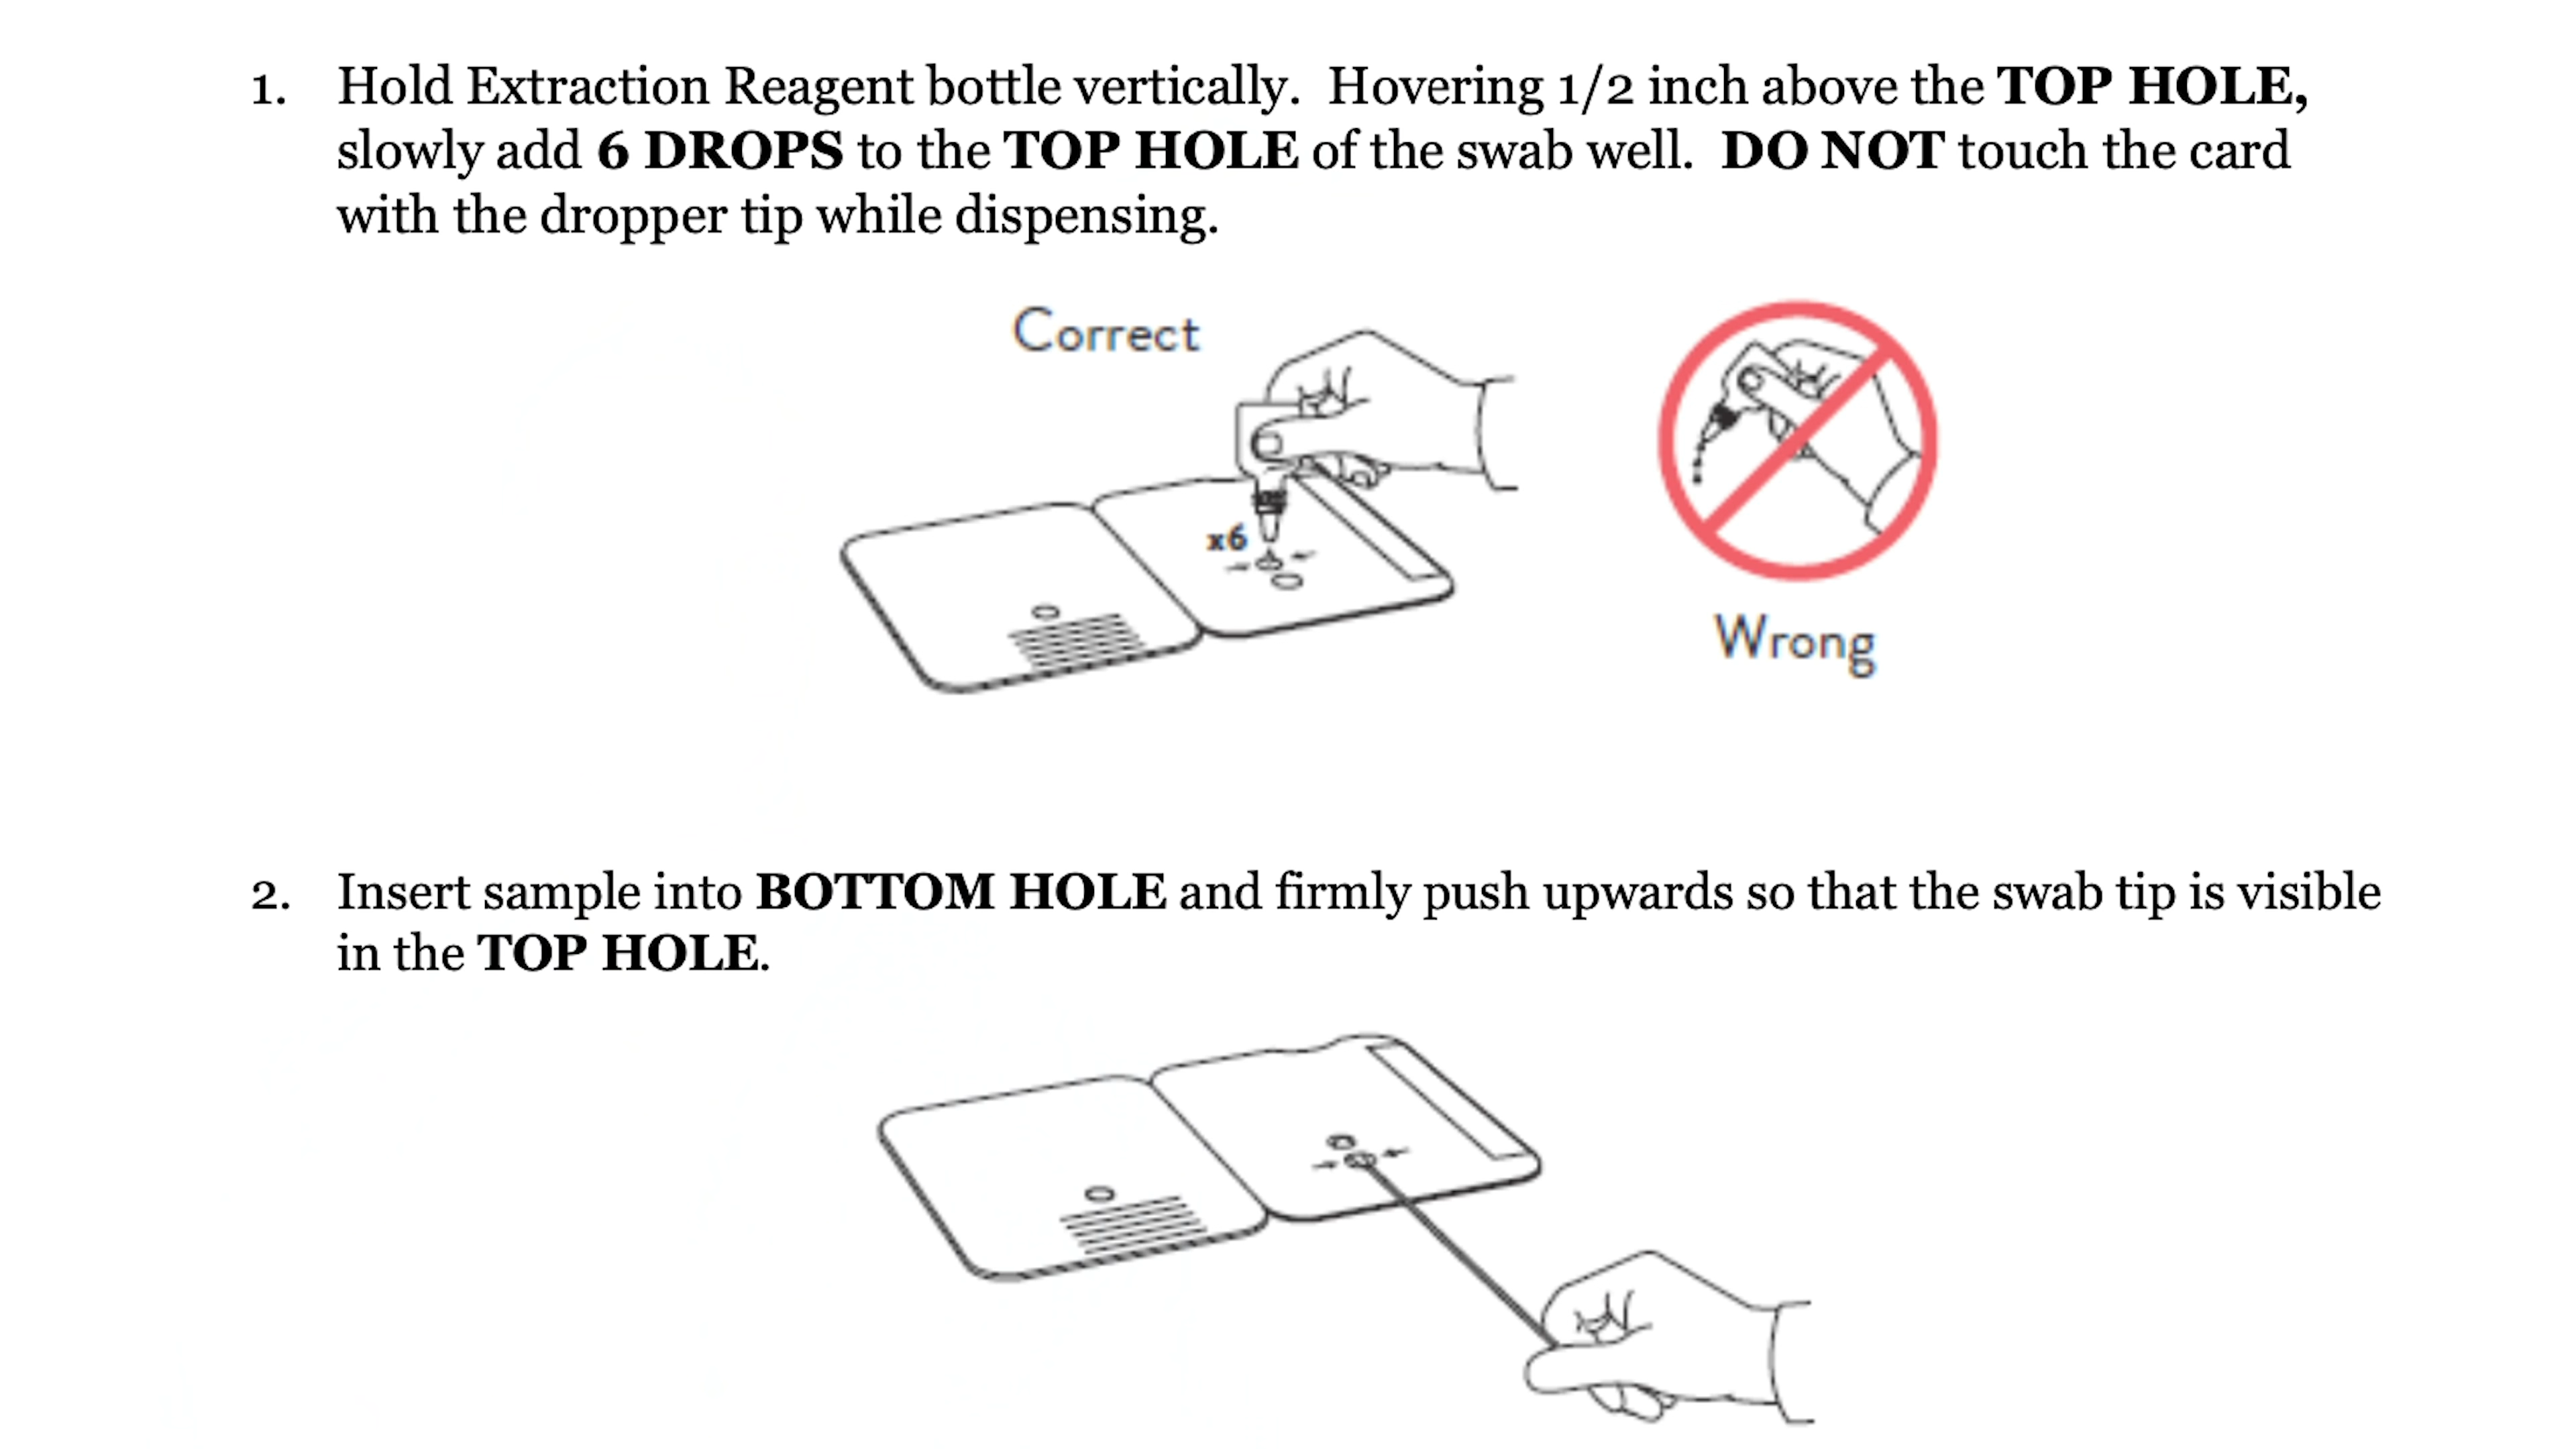 1. Hold Extraction Reagent bottle vertically. Hovering 1/2 inch above the TOP HOLE,
slowly add 6 DROPS to the TOP HOLE of the swab well. DO NOT touch the card
with the dropper tip while dispensing.
Correct
x6
Wrong
2. Insert sample into BOTTOM HOLE and firmly push upwards so that the swab tip is visible
in the TOP HOLE.